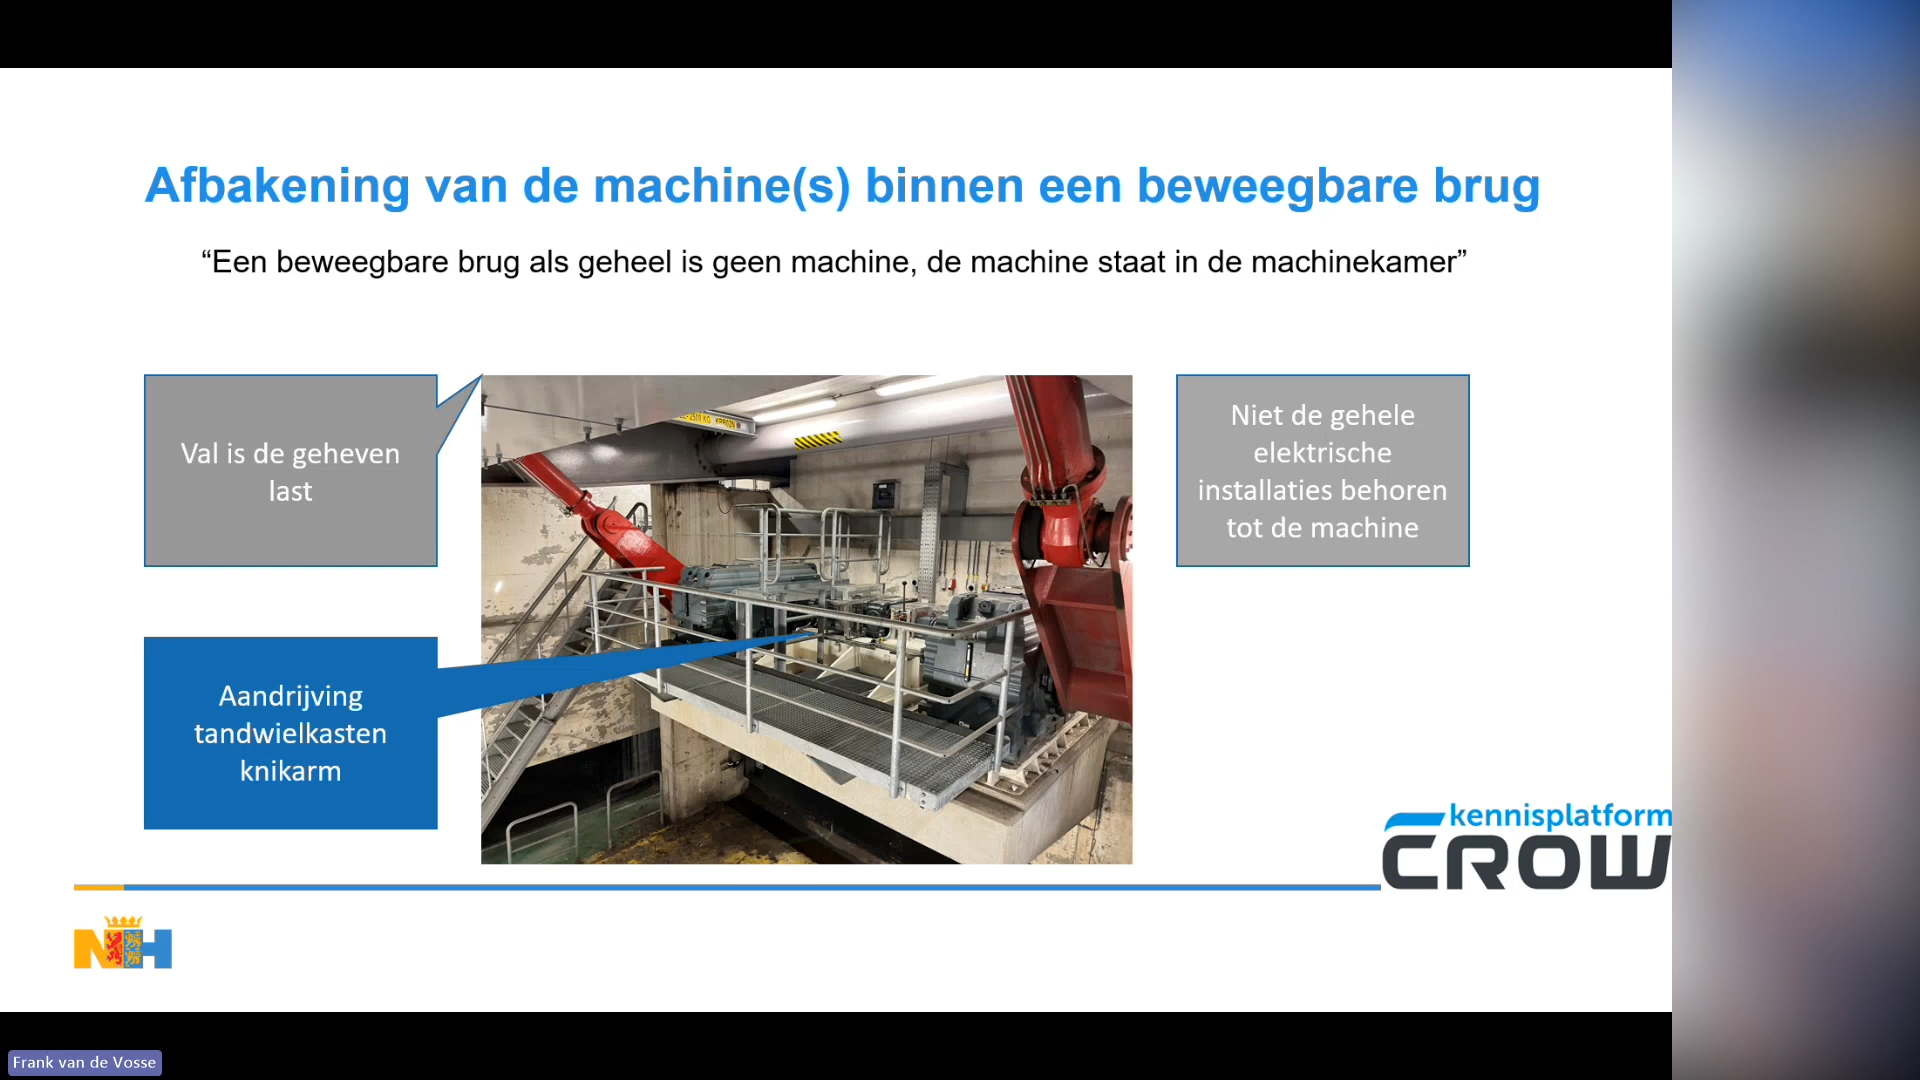 Afbakening van de machine(s) binnen een beweegbare brug
“Een beweegbare brug als geheel is geen machine, de machine staat in de machinekamer”
Val is de geheven
last
Niet de gehele
elektrische
installaties behoren
tot de machine
Aandrijving
tandwielkasten
knikarm
kennisplatform
CROW
NH
Frank van de Vosse